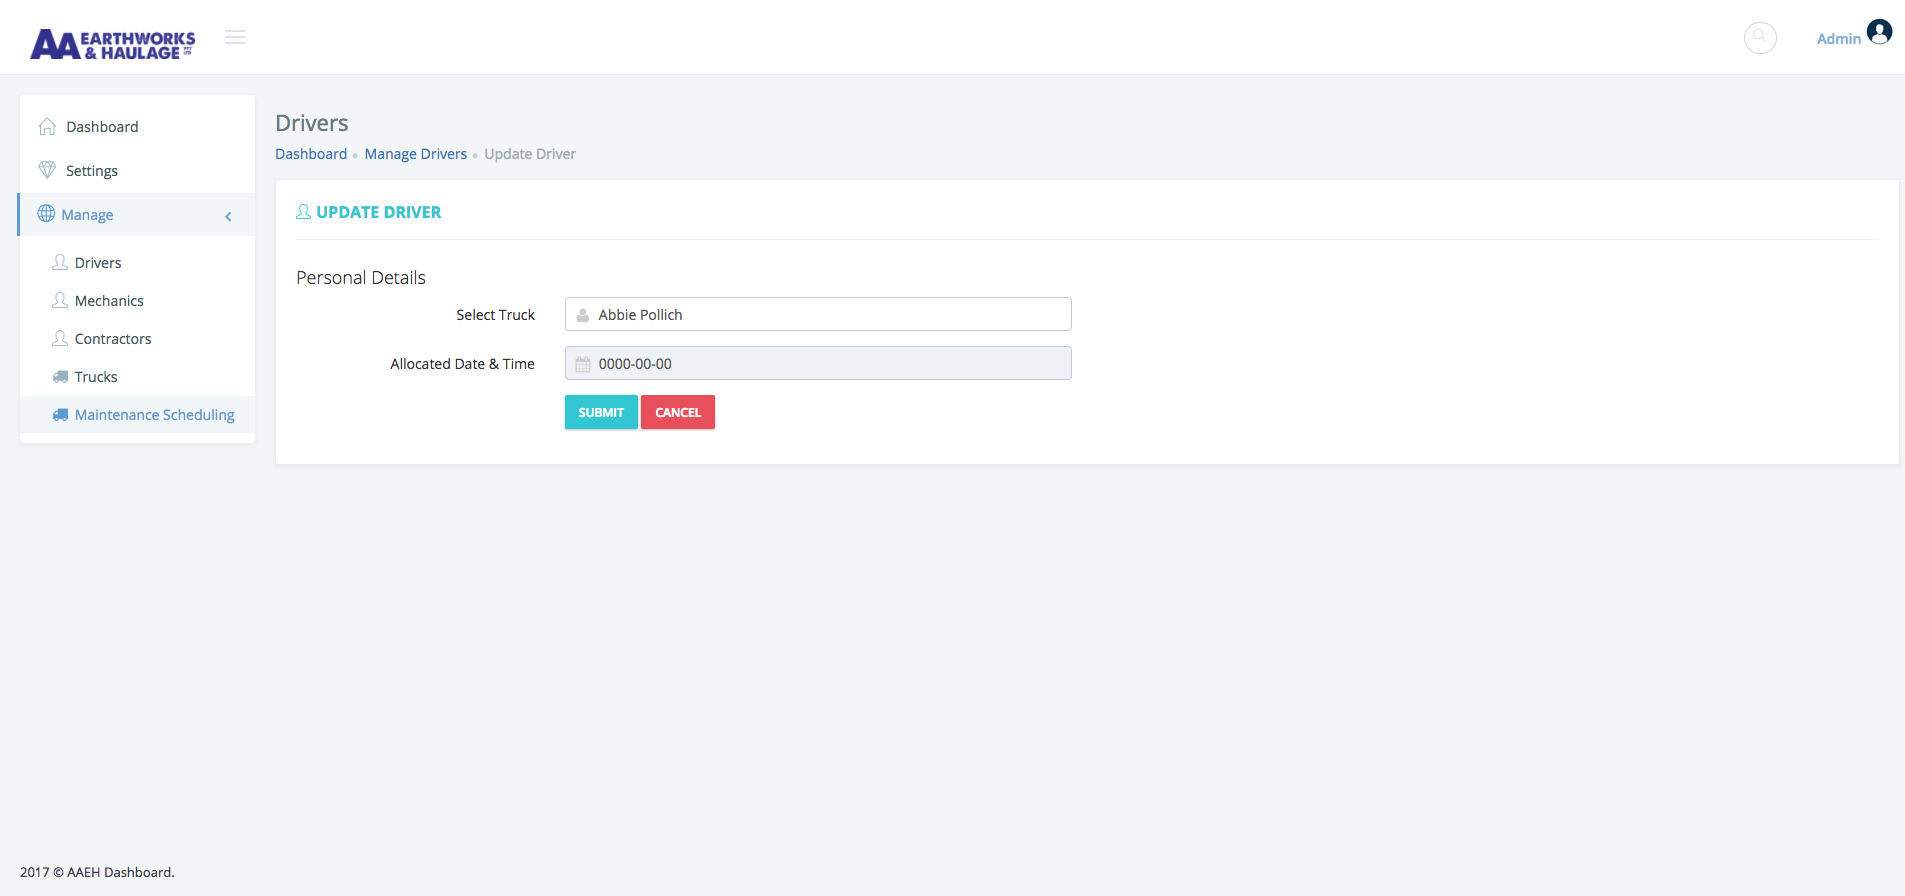 AA EARTHWORKS
& HAULAGE PTY LTD
Admin
Dashboard
Settings
Manage
Drivers
Mechanics
Contractors
Trucks
Maintenance Scheduling
Drivers
Dashboard Manage Drivers Update Driver
UPDATE DRIVER
Personal Details
Select Truck Abbie Pollich
Allocated Date & Time 0000-00-00
SUBMIT CANCEL
2017 © AAEH Dashboard.